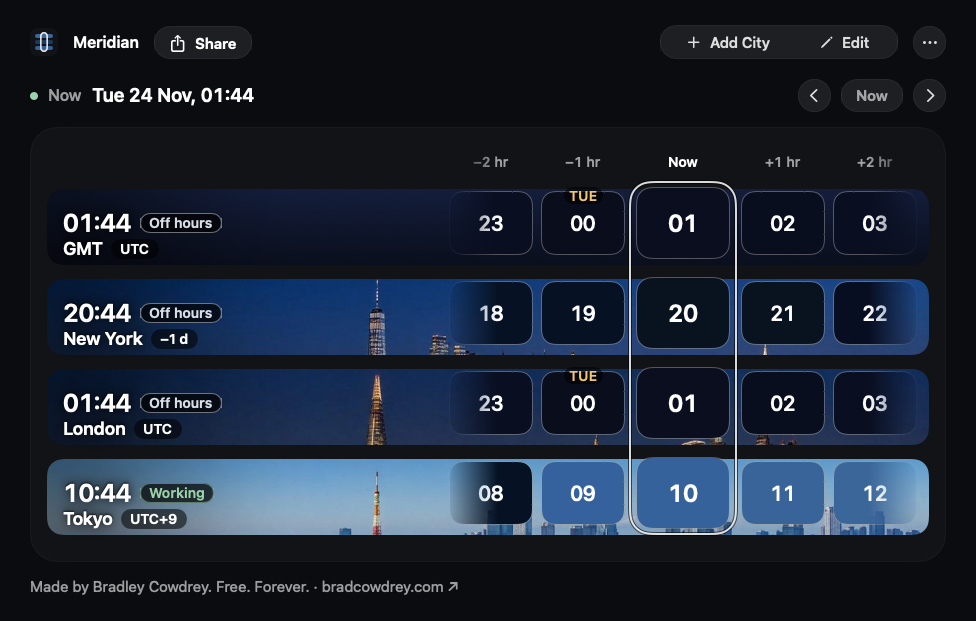 Meridian Share + Add City Edit ...
Now Tue 24 Nov, 01:44 Now
−2 hr −1 hr Now +1 hr +2 hr
TUE
01:44 Off hours 23 00 01 02 03
GMT UTC
20:44 Off hours 18 19 20 21 22
New York −1 d
TUE
01:44 Off hours 23 00 01 02 03
London UTC
10:44 Working 08 09 10 11 12
Tokyo UTC+9
Made by Bradley Cowdrey. Free. Forever. · bradcowdrey.com ↗